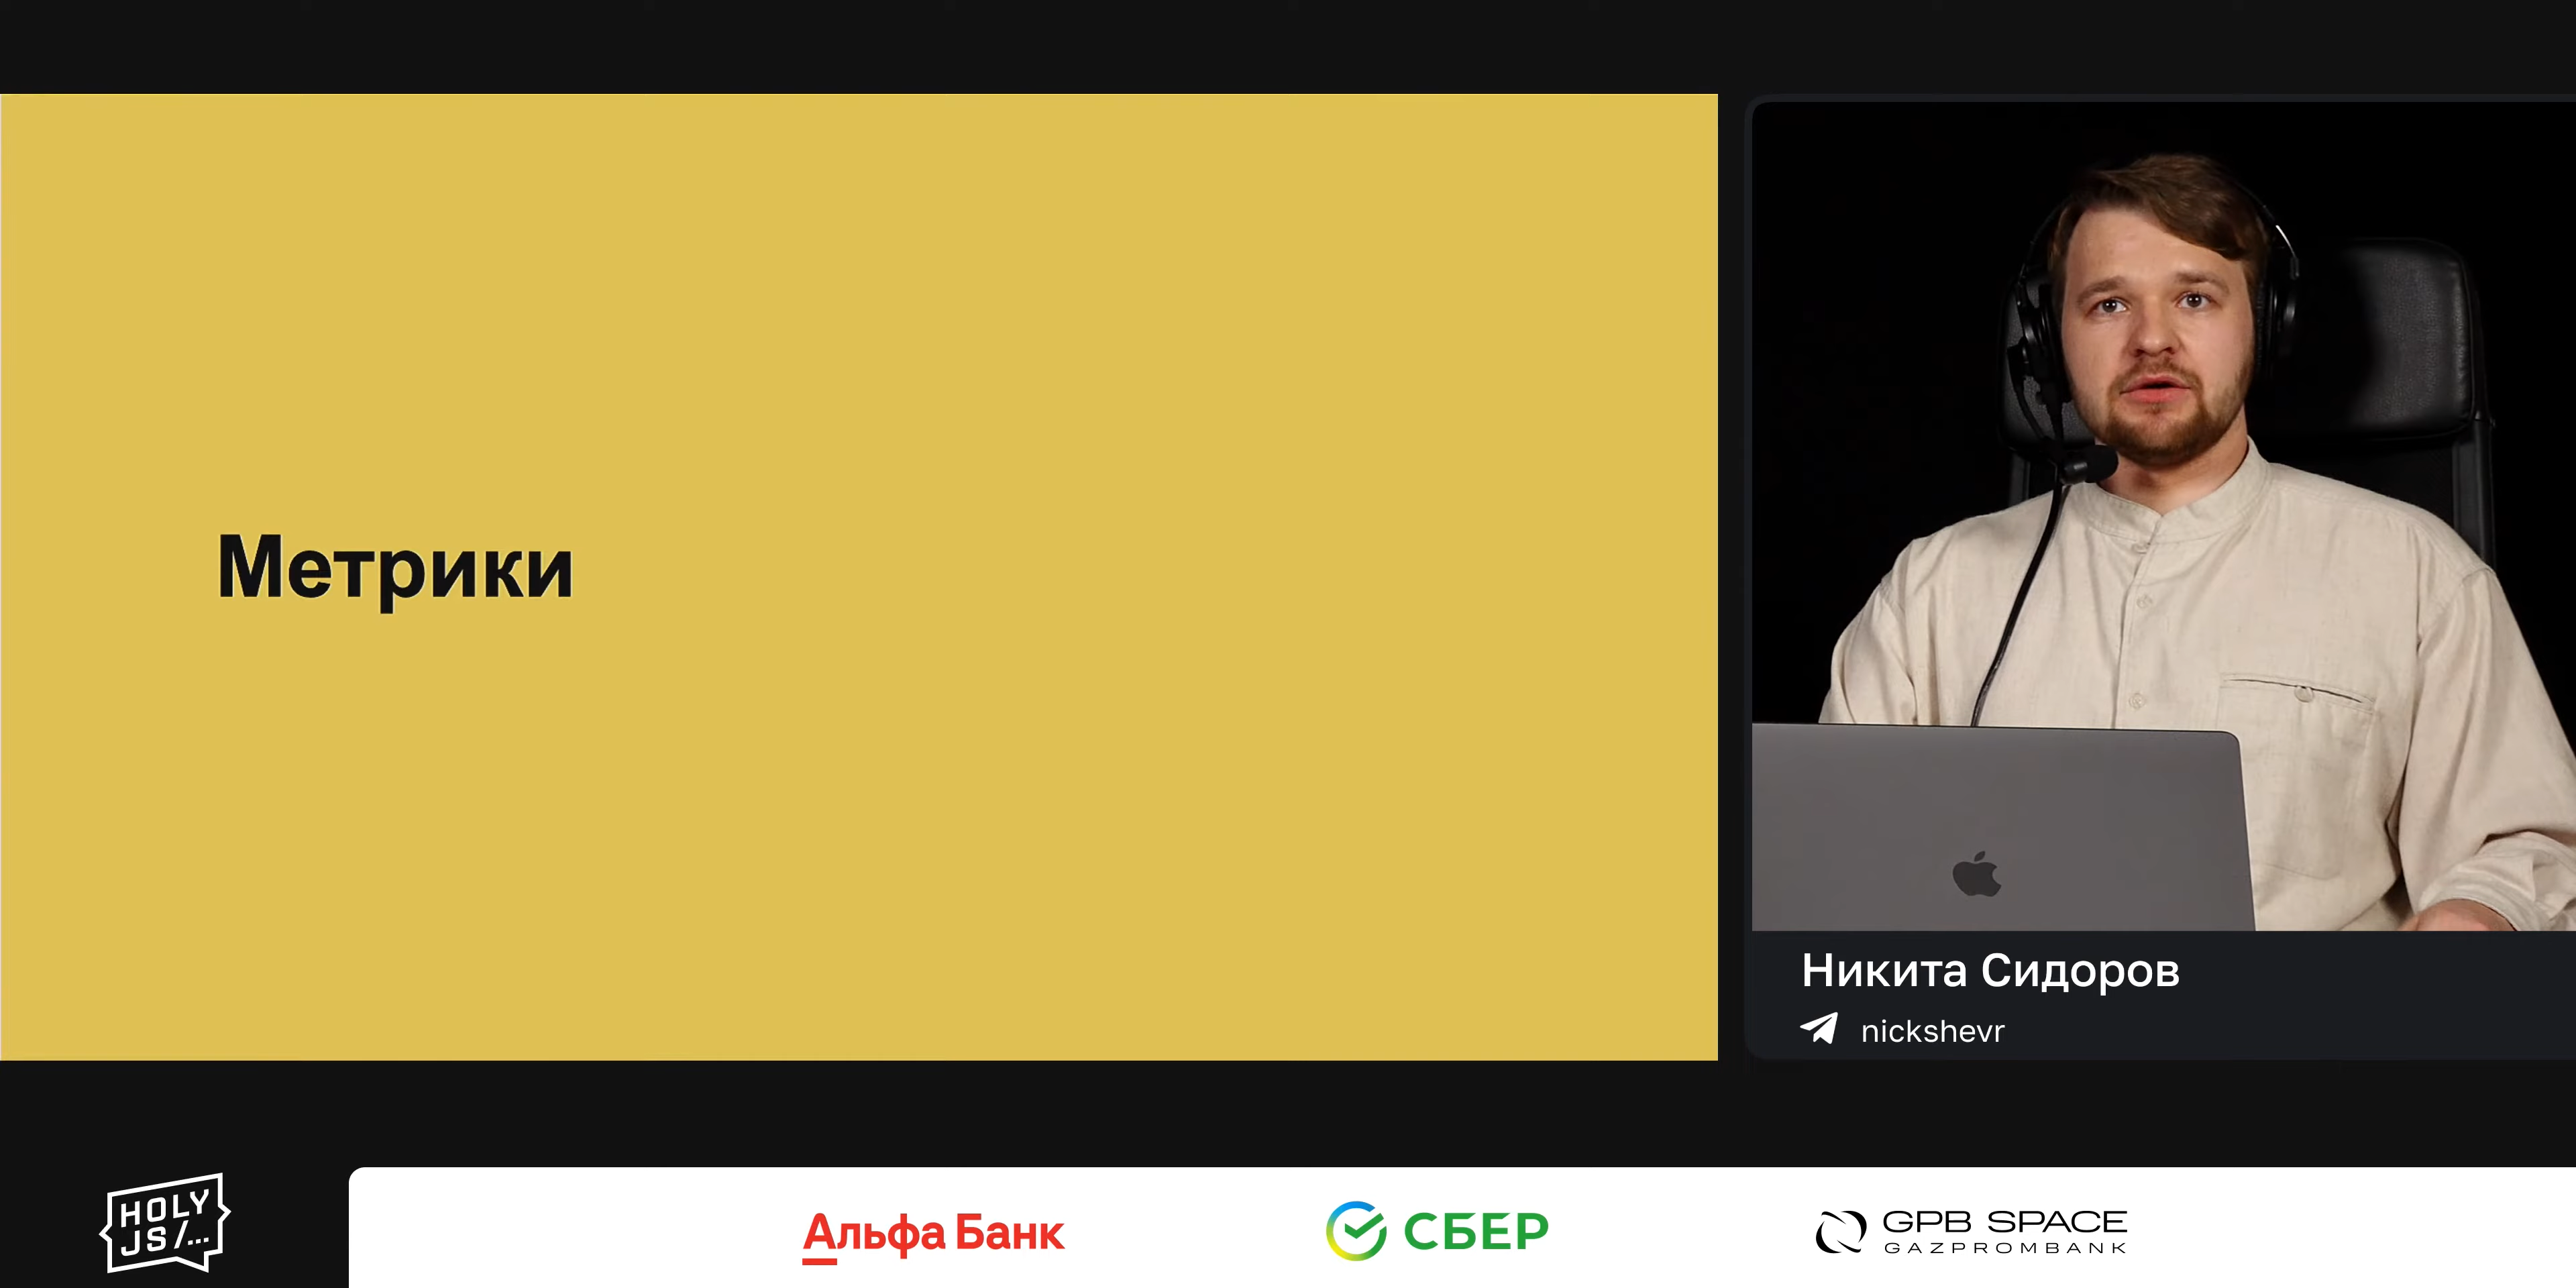 Метрики
Никита Сидоров
nickshevr
HOLY
JS/...
Альфа Банк
СБЕР
GPB SPACE
GAZPROMBANK